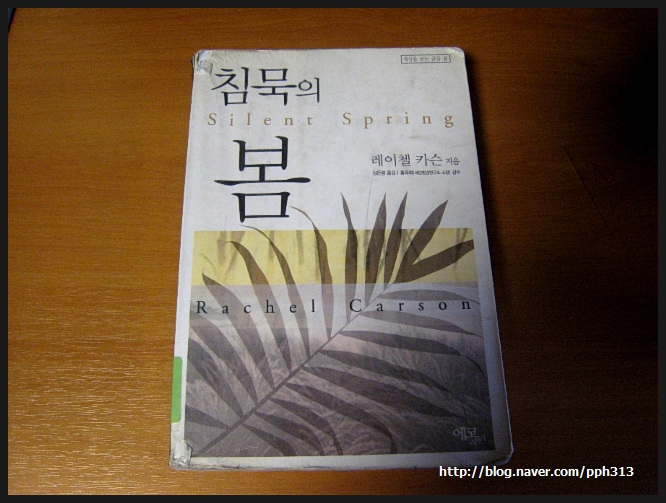 침묵의
Silent Spring
봄
레이첼 카슨 지음
Rachel Carson
에코
http://blog.naver.com/pph313